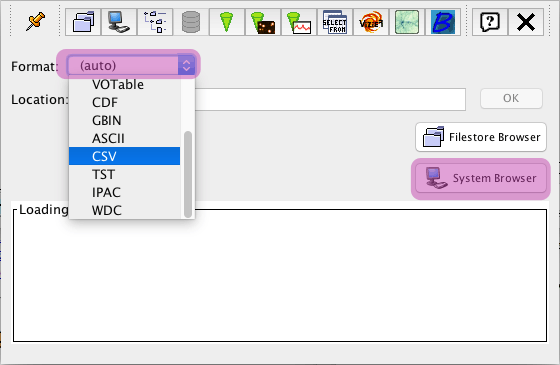 SELECT
FROM
VizieR
B
?
Format: (auto)
VOTable
CDF
GBIN
ASCII
CSV
TST
IPAC
WDC
Location:
OK
Filestore Browser
System Browser
Loading